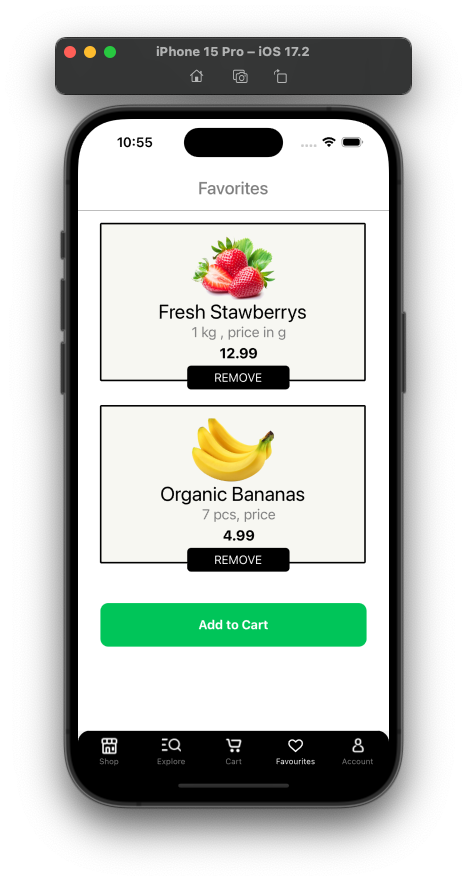 iPhone 15 Pro – iOS 17.2
10:55
Favorites
Fresh Stawberrys
1 kg , price in g
12.99
REMOVE
Organic Bananas
7 pcs, price
4.99
REMOVE
Add to Cart
Shop Explore Cart Favourites Account